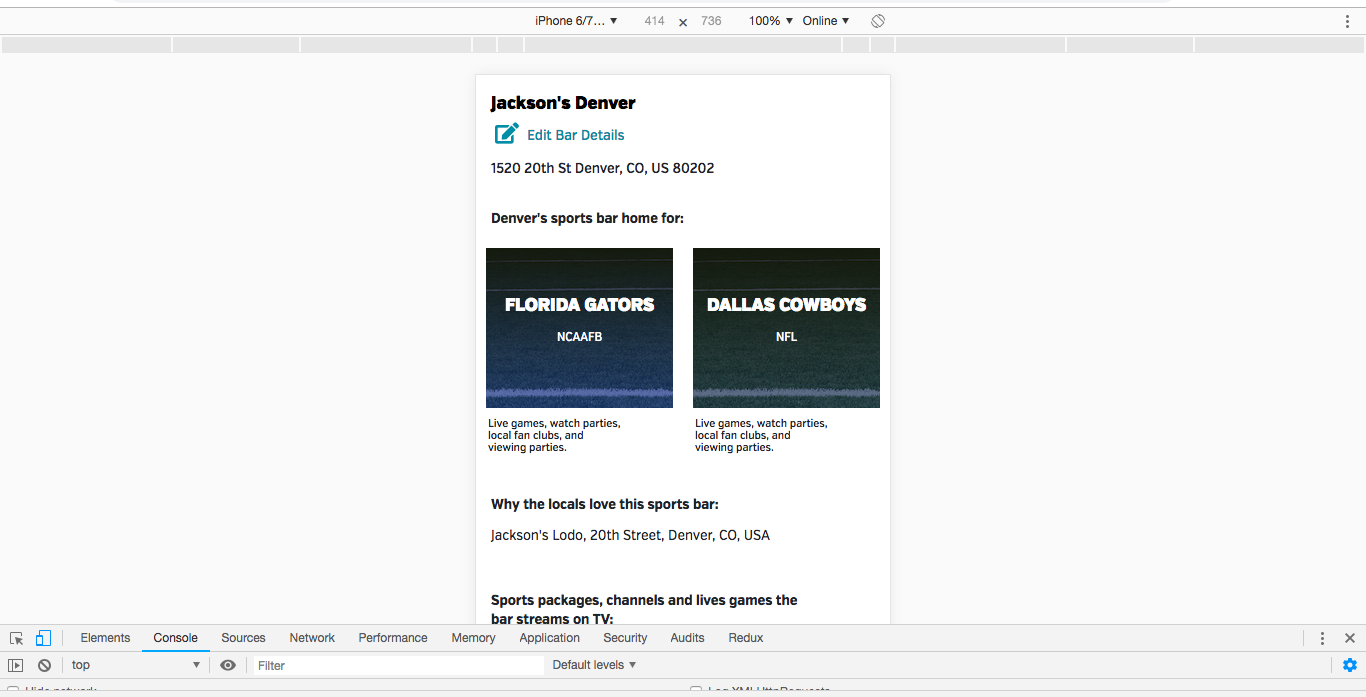 iPhone 6/7... ▼ 414 × 736 100% ▼ Online ▼
Jackson's Denver
Edit Bar Details
1520 20th St Denver, CO, US 80202
Denver's sports bar home for:
FLORIDA GATORS
NCAAFB
Live games, watch parties,
local fan clubs, and
viewing parties.
DALLAS COWBOYS
NFL
Live games, watch parties,
local fan clubs, and
viewing parties.
Why the locals love this sports bar:
Jackson's Lodo, 20th Street, Denver, CO, USA
Sports packages, channels and lives games the
bar streams on TV:
Elements Console Sources Network Performance Memory Application Security Audits Redux
top ▼ Filter Default levels ▼
Hide network Log XMLHttpRequests